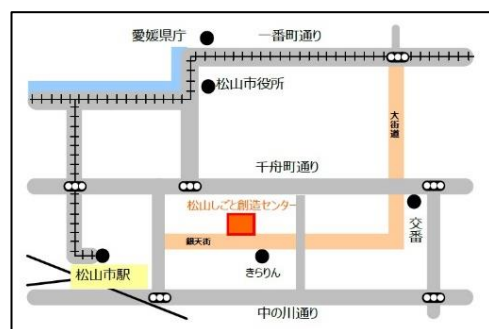 愛媛県庁
一番町通り
松山市役所
大街道
千舟町通り
松山しごと創造センター
交番
銀天街
松山市駅
きらりん
中の川通り